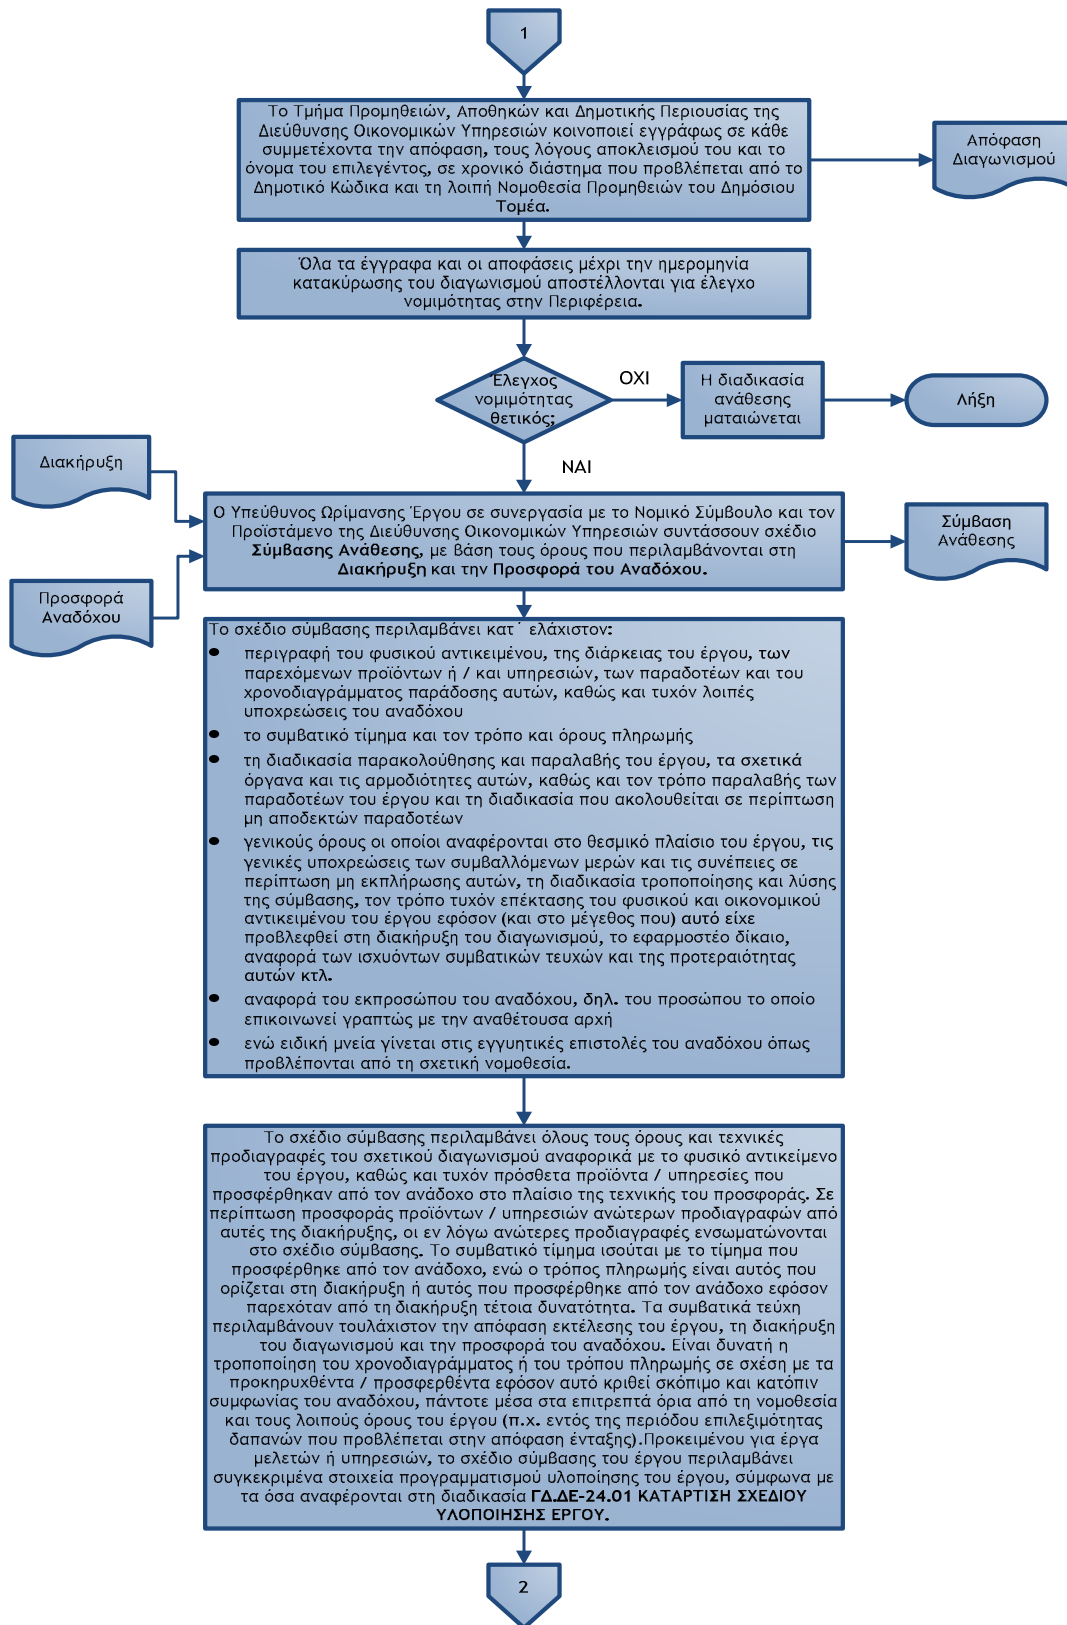 1
Το Τμήμα Προμηθειών, Αποθηκών και Δημοτικής Περιουσίας της
Διεύθυνσης Οικονομικών Υπηρεσιών κοινοποιεί εγγράφως σε κάθε
συμμετέχοντα την απόφαση, τους λόγους αποκλεισμού του και το
όνομα του επιλεγέντος, σε χρονικό διάστημα που προβλέπεται από το
Δημοτικό Κώδικα και τη λοιπή Νομοθεσία Προμηθειών του Δημόσιου
Τομέα.
Απόφαση
Διαγωνισμού
Όλα τα έγγραφα και οι αποφάσεις μέχρι την ημερομηνία
κατακύρωσης του διαγωνισμού αποστέλλονται για έλεγχο
νομιμότητας στην Περιφέρεια.
Έλεγχος
νομιμότητας
θετικός;
ΟΧΙ
Η διαδικασία
ανάθεσης
ματαιώνεται
Λήξη
ΝΑΙ
Διακήρυξη
Προσφορά
Αναδόχου
Ο Υπεύθυνος Ωρίμανσης Έργου σε συνεργασία με το Νομικό Σύμβουλο και τον
Προϊστάμενο της Διεύθυνσης Οικονομικών Υπηρεσιών συντάσσουν σχέδιο
Σύμβασης Ανάθεσης, με βάση τους όρους που περιλαμβάνονται στη
Διακήρυξη και την Προσφορά του Αναδόχου.
Σύμβαση
Ανάθεσης
Το σχέδιο σύμβασης περιλαμβάνει κατ΄ ελάχιστον:
● περιγραφή του φυσικού αντικειμένου, της διάρκειας του έργου, των
παρεχόμενων προϊόντων ή / και υπηρεσιών, των παραδοτέων και του
χρονοδιαγράμματος παράδοσης αυτών, καθώς και τυχόν λοιπές
υποχρεώσεις του αναδόχου
● το συμβατικό τίμημα και τον τρόπο και όρους πληρωμής
● τη διαδικασία παρακολούθησης και παραλαβής του έργου, τα σχετικά
όργανα και τις αρμοδιότητες αυτών, καθώς και τον τρόπο παραλαβής των
παραδοτέων του έργου και τη διαδικασία που ακολουθείται σε περίπτωση
μη αποδεκτών παραδοτέων
● γενικούς όρους οι οποίοι αναφέρονται στο θεσμικό πλαίσιο του έργου, τις
γενικές υποχρεώσεις των συμβαλλόμενων μερών και τις συνέπειες σε
περίπτωση μη εκπλήρωσης αυτών, τη διαδικασία τροποποίησης και λύσης
της σύμβασης, τον τρόπο τυχόν επέκτασης του φυσικού και οικονομικού
αντικειμένου του έργου εφόσον (και στο μέγεθος που) αυτό είχε
προβλεφθεί στη διακήρυξη του διαγωνισμού, το εφαρμοστέο δίκαιο,
αναφορά των ισχυόντων συμβατικών τευχών και της προτεραιότητας
αυτών κτλ.
● αναφορά του εκπροσώπου του αναδόχου, δηλ. του προσώπου το οποίο
επικοινωνεί γραπτώς με την αναθέτουσα αρχή
● ενώ ειδική μνεία γίνεται στις εγγυητικές επιστολές του αναδόχου όπως
προβλέπονται από τη σχετική νομοθεσία.
Το σχέδιο σύμβασης περιλαμβάνει όλους τους όρους και τεχνικές
προδιαγραφές του σχετικού διαγωνισμού αναφορικά με το φυσικό αντικείμενο
του έργου, καθώς και τυχόν πρόσθετα προϊόντα / υπηρεσίες που
προσφέρθηκαν από τον ανάδοχο στο πλαίσιο της τεχνικής του προσφοράς. Σε
περίπτωση προσφοράς προϊόντων / υπηρεσιών ανώτερων προδιαγραφών από
αυτές της διακήρυξης, οι εν λόγω ανώτερες προδιαγραφές ενσωματώνονται
στο σχέδιο σύμβασης. Το συμβατικό τίμημα ισούται με το τίμημα που
προσφέρθηκε από τον ανάδοχο, ενώ ο τρόπος πληρωμής είναι αυτός που
ορίζεται στη διακήρυξη ή αυτός που προσφέρθηκε από τον ανάδοχο εφόσον
παρεχόταν από τη διακήρυξη τέτοια δυνατότητα. Τα συμβατικά τεύχη
περιλαμβάνουν τουλάχιστον την απόφαση εκτέλεσης του έργου, τη διακήρυξη
του διαγωνισμού και την προσφορά του αναδόχου. Είναι δυνατή η
τροποποίηση του χρονοδιαγράμματος ή του τρόπου πληρωμής σε σχέση με τα
προκηρυχθέντα / προσφερθέντα εφόσον αυτό κριθεί σκόπιμο και κατόπιν
συμφωνίας του αναδόχου, πάντοτε μέσα στα επιτρεπτά όρια από τη νομοθεσία
και τους λοιπούς όρους του έργου (π.χ. εντός της περιόδου επιλεξιμότητας
δαπανών που προβλέπεται στην απόφαση ένταξης).Προκειμένου για έργα
μελετών ή υπηρεσιών, το σχέδιο σύμβασης του έργου περιλαμβάνει
συγκεκριμένα στοιχεία προγραμματισμού υλοποίησης του έργου, σύμφωνα με
τα όσα αναφέρονται στη διαδικασία ΓΔ.ΔΕ-24.01 ΚΑΤΑΡΤΙΣΗ ΣΧΕΔΙΟΥ
ΥΛΟΠΟΙΗΣΗΣ ΕΡΓΟΥ.
2